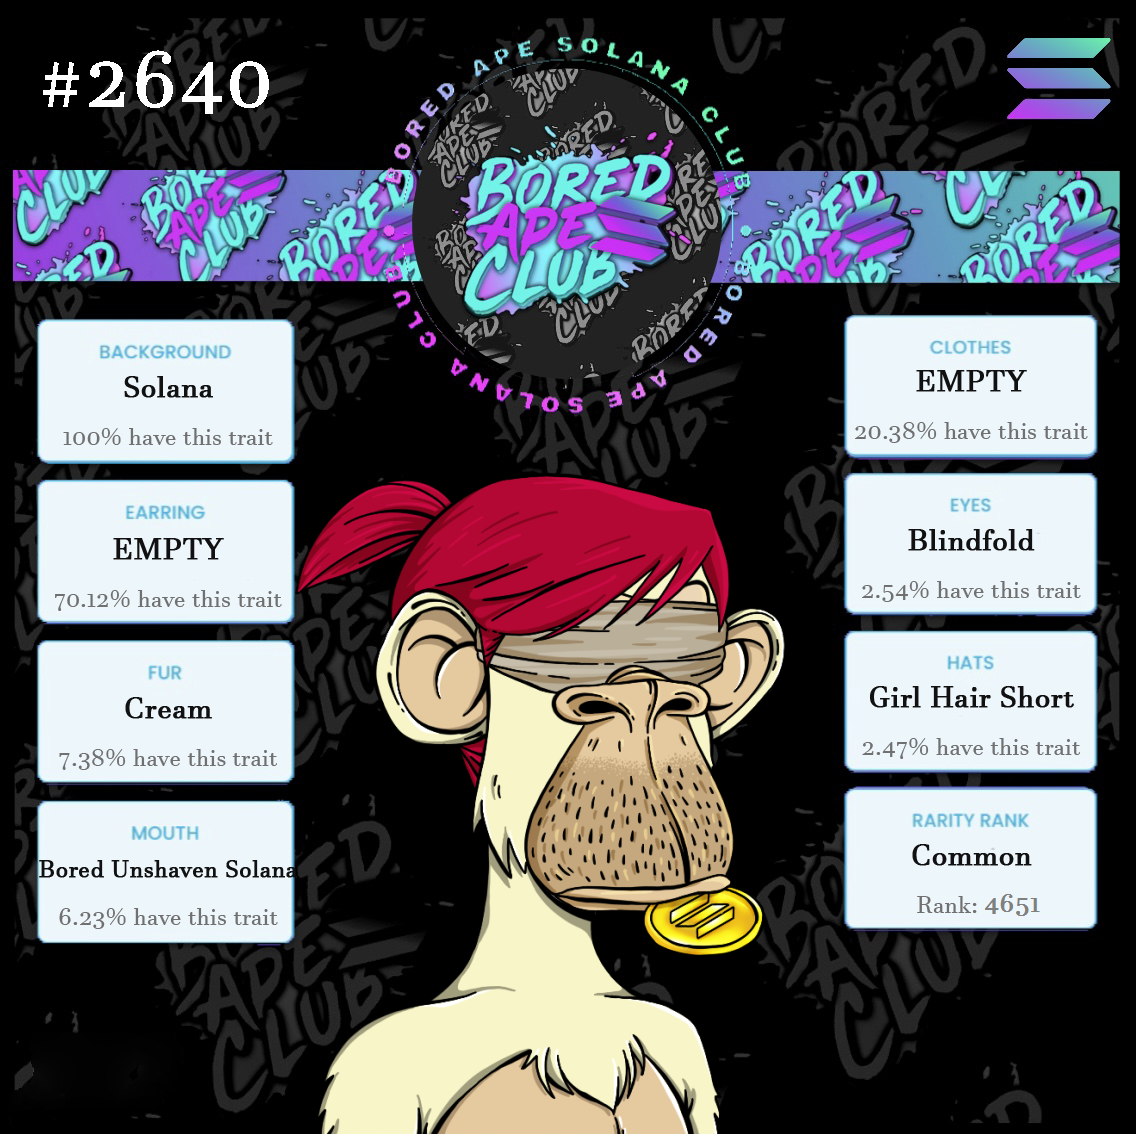 #2640
BORED APE SOLANA CLUB
BORED APE SOLANA CLUB
BORED
APE
CLUB
BACKGROUND
Solana
100% have this trait
EARRING
EMPTY
70.12% have this trait
FUR
Cream
7.38% have this trait
MOUTH
Bored Unshaven Solana
6.23% have this trait
CLOTHES
EMPTY
20.38% have this trait
EYES
Blindfold
2.54% have this trait
HATS
Girl Hair Short
2.47% have this trait
RARITY RANK
Common
Rank: 4651